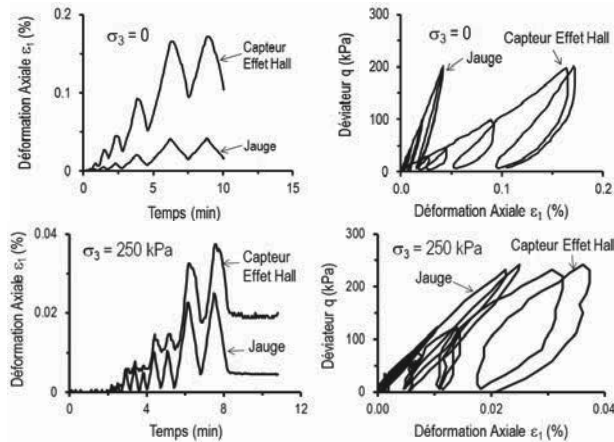 Déformation Axiale ε1 (%)
0.2
0.1
0
σ3 = 0
Capteur
Effet Hall
Jauge
0
5
10
15
Temps (min)
Déviateur q (kPa)
300
200
100
0
σ3 = 0
Capteur
Effet Hall
Jauge
0.0
0.1
0.2
Déformation Axiale ε1 (%)
Déformation Axiale ε1 (%)
0.04
0.02
0
σ3 = 250 kPa
Capteur
Effet Hall
Jauge
0
4
8
12
Temps (min)
Déviateur q (kPa)
300
200
100
0
σ3 = 250 kPa
Capteur
Effet Hall
Jauge
0.00
0.02
0.04
Déformation Axiale ε1 (%)